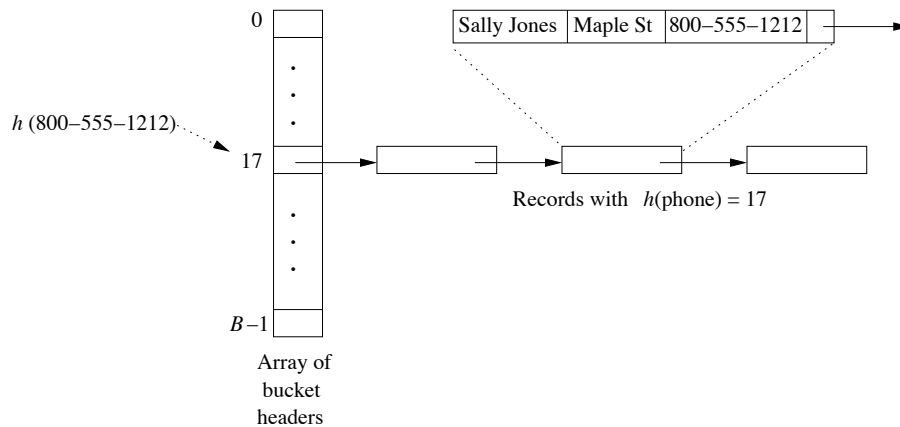 0
Sally Jones Maple St 800–555–1212
h (800–555–1212)
17
Records with h(phone) = 17
B–1
Array of
bucket
headers